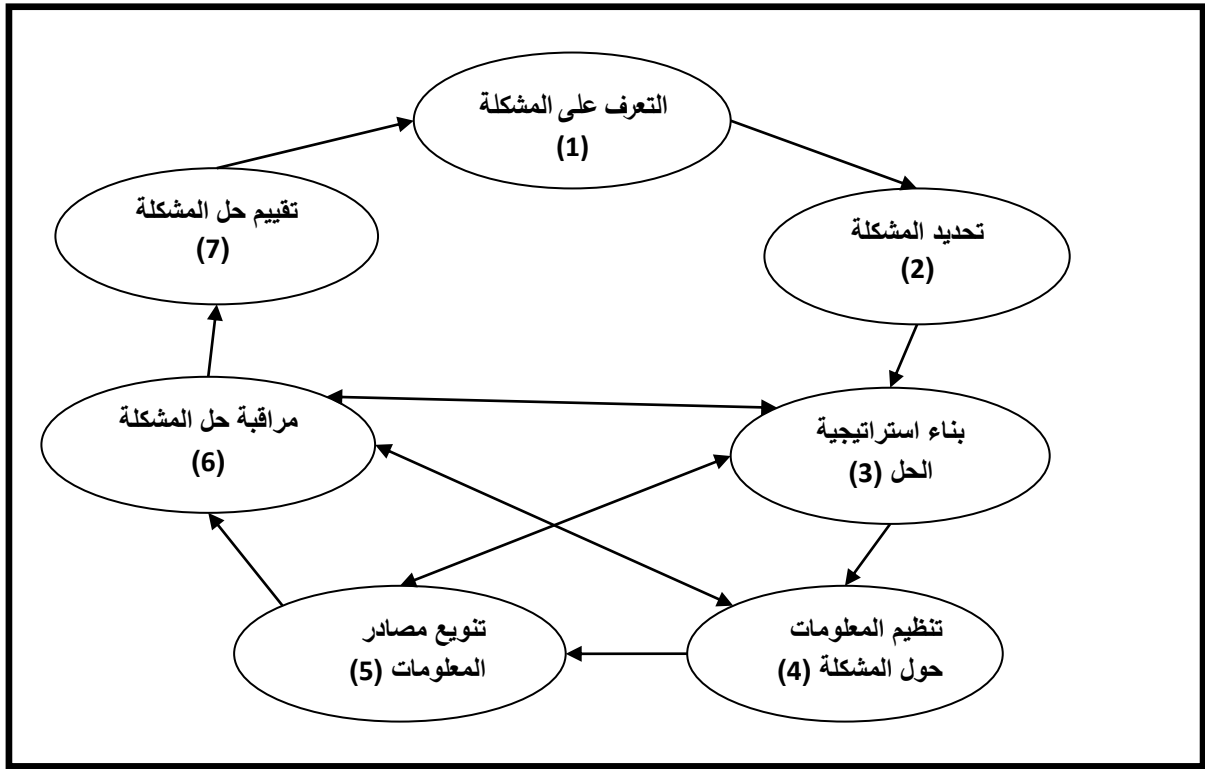 التعرف على المشكلة
(1)
تحديد المشكلة
(2)
بناء استراتيجية
الحل (3)
تنظيم المعلومات
حول المشكلة (4)
تنويع مصادر
المعلومات (5)
مراقبة حل المشكلة
(6)
تقييم حل المشكلة
(7)